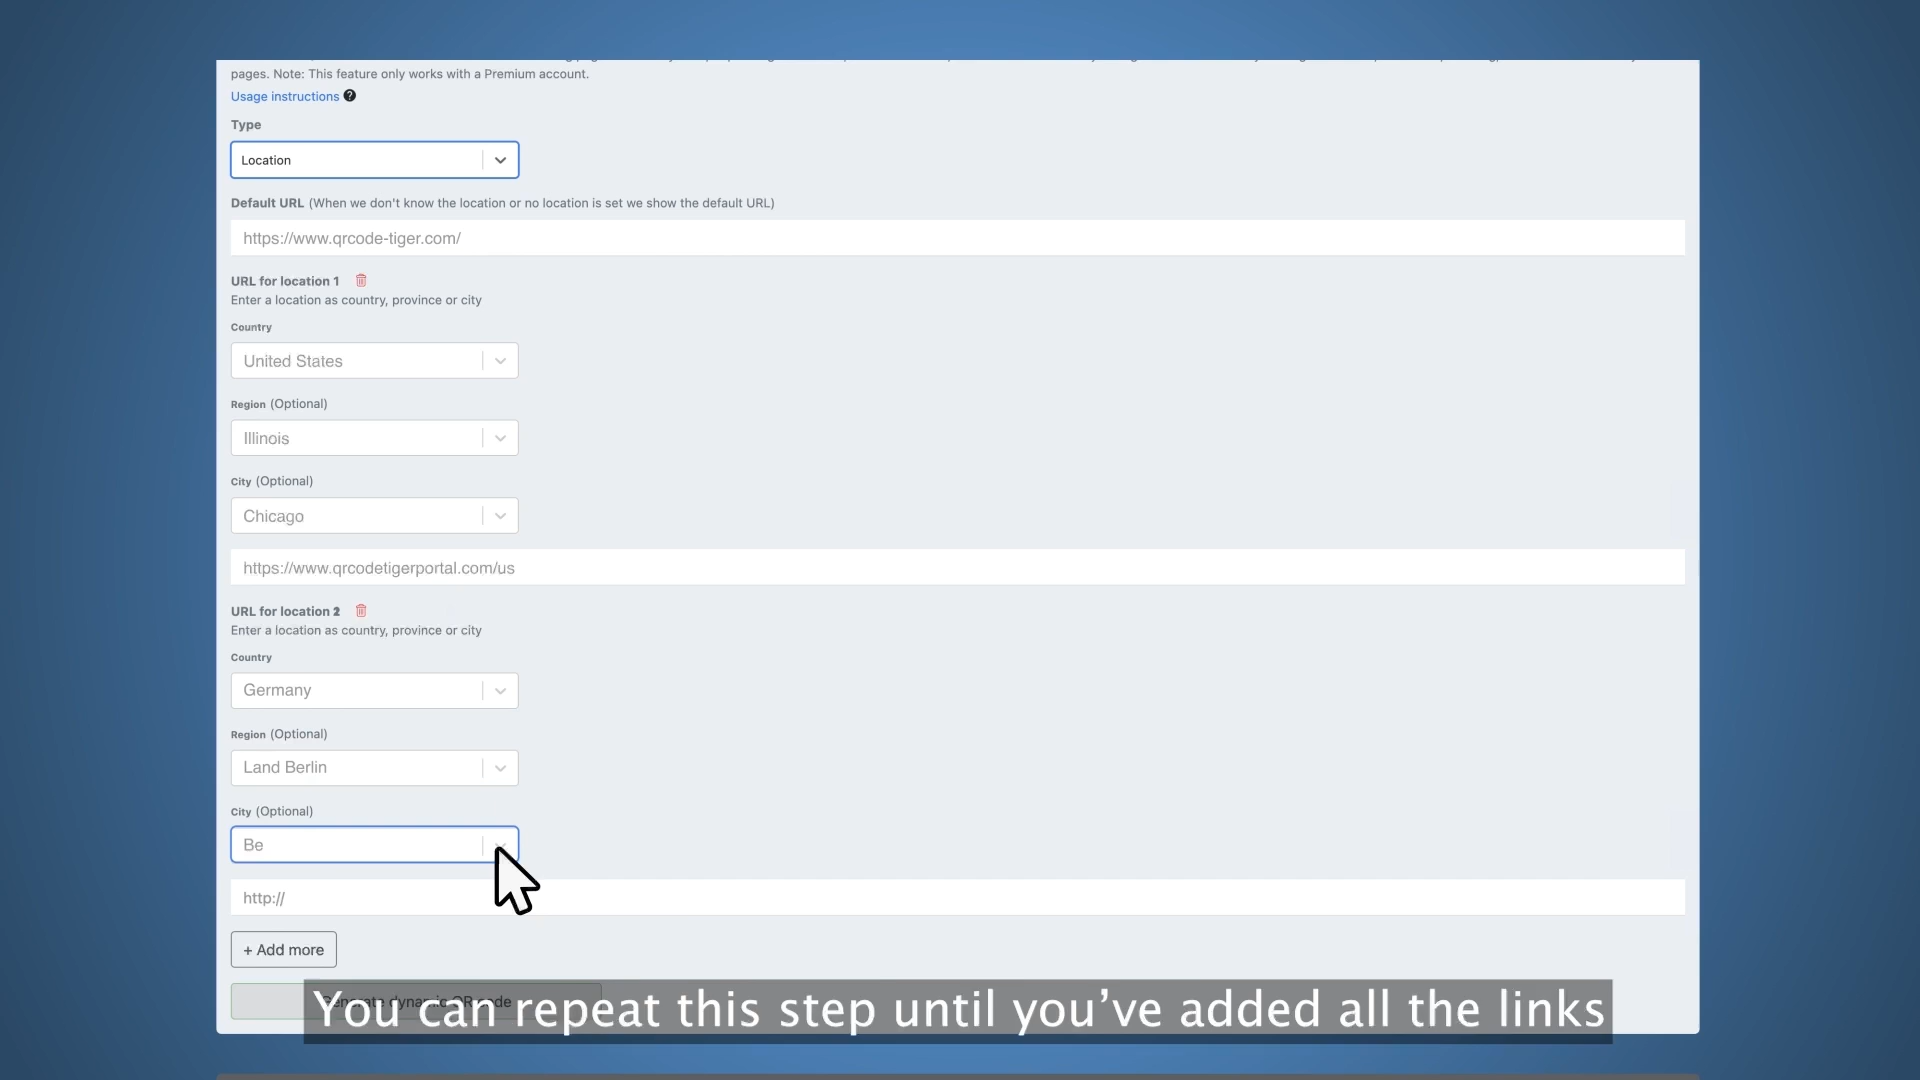 pages. Note: This feature only works with a Premium account.
Usage instructions ?
Type
Location
Default URL (When we don't know the location or no location is set we show the default URL)
https://www.qrcode-tiger.com/
URL for location 1
Enter a location as country, province or city
Country
United States
Region (Optional)
Illinois
City (Optional)
Chicago
https://www.qrcodetigerportal.com/us
URL for location 2
Enter a location as country, province or city
Country
Germany
Region (Optional)
Land Berlin
City (Optional)
Be
http://
+ Add more
Generate dynamic QR code
You can repeat this step until you’ve added all the links